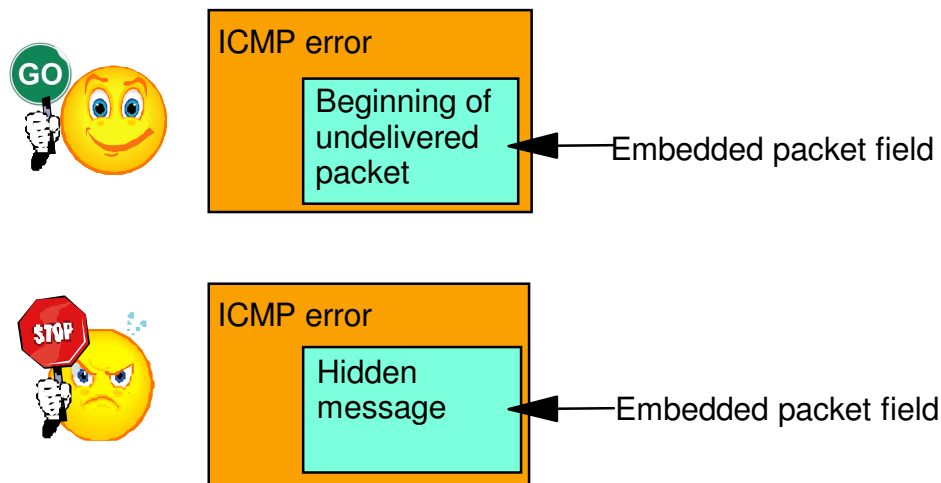 ICMP error
GO
Beginning of
undelivered
packet
Embedded packet field
ICMP error
STOP
Hidden
message
Embedded packet field